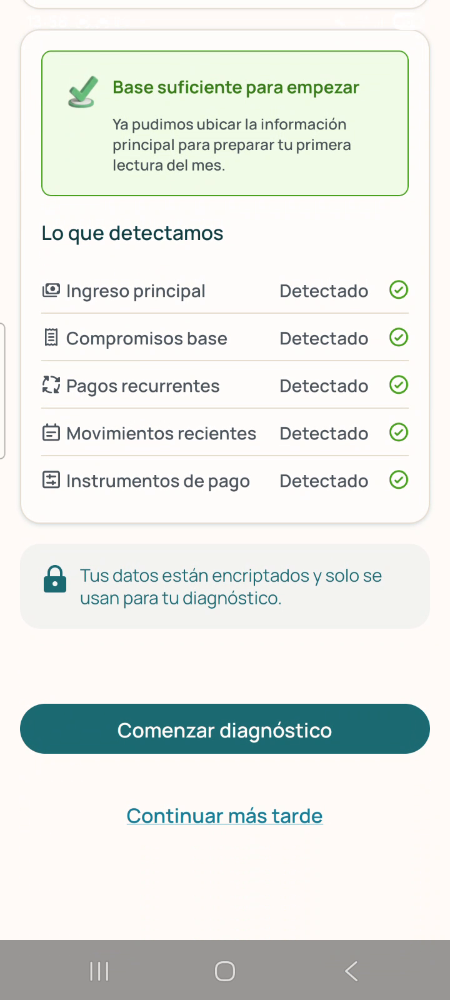 Base suficiente para empezar
Ya pudimos ubicar la información
principal para preparar tu primera
lectura del mes.
Lo que detectamos
Ingreso principal Detectado
Compromisos base Detectado
Pagos recurrentes Detectado
Movimientos recientes Detectado
Instrumentos de pago Detectado
Tus datos están encriptados y solo se
usan para tu diagnóstico.
Comenzar diagnóstico
Continuar más tarde